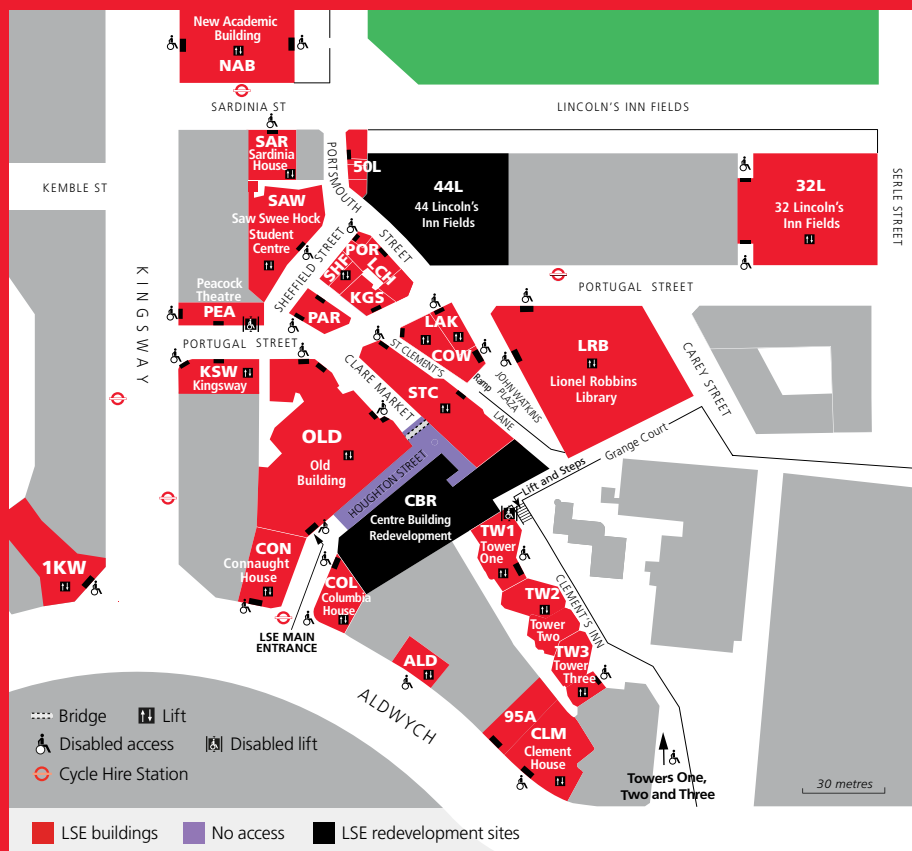 New Academic
Building
NAB
SARDINIA ST
LINCOLN'S INN FIELDS
SAR
Sardinia
House
PORTSMOUTH
STREET
50L
44L
44 Lincoln's
Inn Fields
32L
32 Lincoln's
Inn Fields
SERLE STREET
KEMBLE ST
SAW
Saw Swee Hock
Student
Centre
SHEFFIELD STREET
POR
SHF
LCH
KGS
PORTUGAL STREET
KINGSWAY
Peacock
Theatre
PEA
PAR
LAK
COW
PORTUGAL STREET
KSW
Kingsway
CLARE MARKET
ST CLEMENT'S
LANE
Ramp
JOHN WATKINS
PLAZA
LRB
Lionel Robbins
Library
CAREY STREET
STC
OLD
Old
Building
HOUGHTON STREET
Grange Court
Lift and Steps
CBR
Centre Building
Redevelopment
TW1
Tower
One
CON
Connaught
House
1KW
COL
Columbia
House
LSE MAIN
ENTRANCE
TW2
Tower
Two
CLEMENT'S INN
TW3
Tower
Three
ALD
ALDWYCH
95A
CLM
Clement
House
Towers One,
Two and Three
30 metres
Bridge
Lift
Disabled access
Disabled lift
Cycle Hire Station
LSE buildings
No access
LSE redevelopment sites